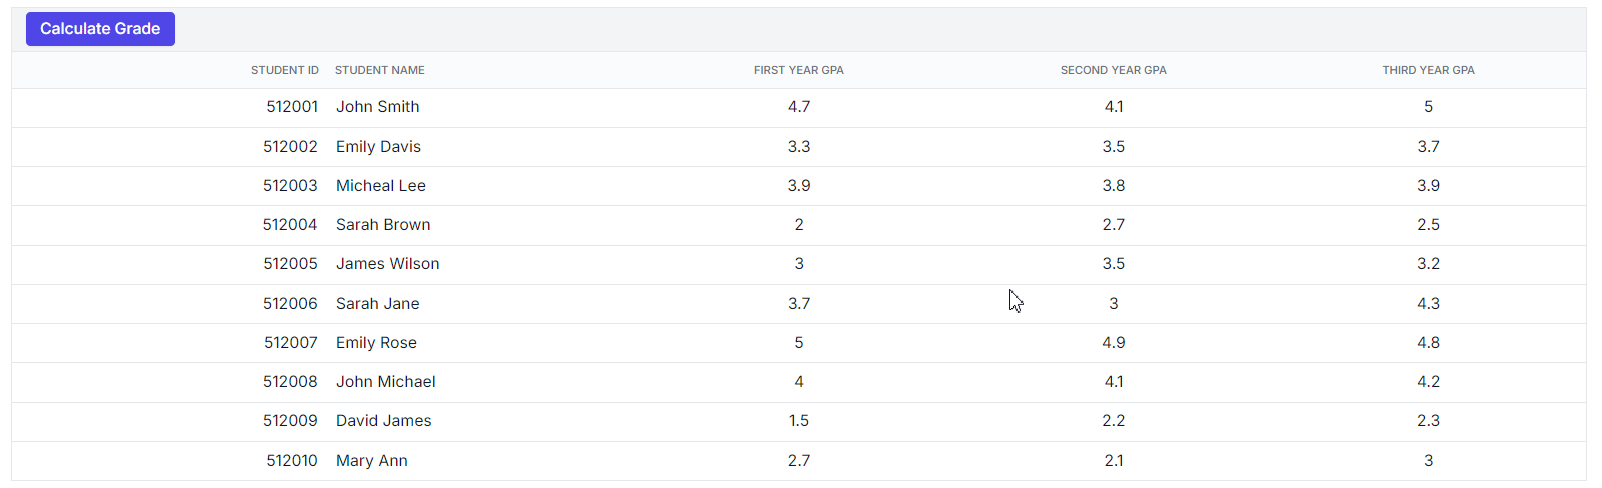 Calculate Grade
STUDENT ID STUDENT NAME FIRST YEAR GPA SECOND YEAR GPA THIRD YEAR GPA
512001 John Smith 4.7 4.1 5
512002 Emily Davis 3.3 3.5 3.7
512003 Micheal Lee 3.9 3.8 3.9
512004 Sarah Brown 2 2.7 2.5
512005 James Wilson 3 3.5 3.2
512006 Sarah Jane 3.7 3 4.3
512007 Emily Rose 5 4.9 4.8
512008 John Michael 4 4.1 4.2
512009 David James 1.5 2.2 2.3
512010 Mary Ann 2.7 2.1 3